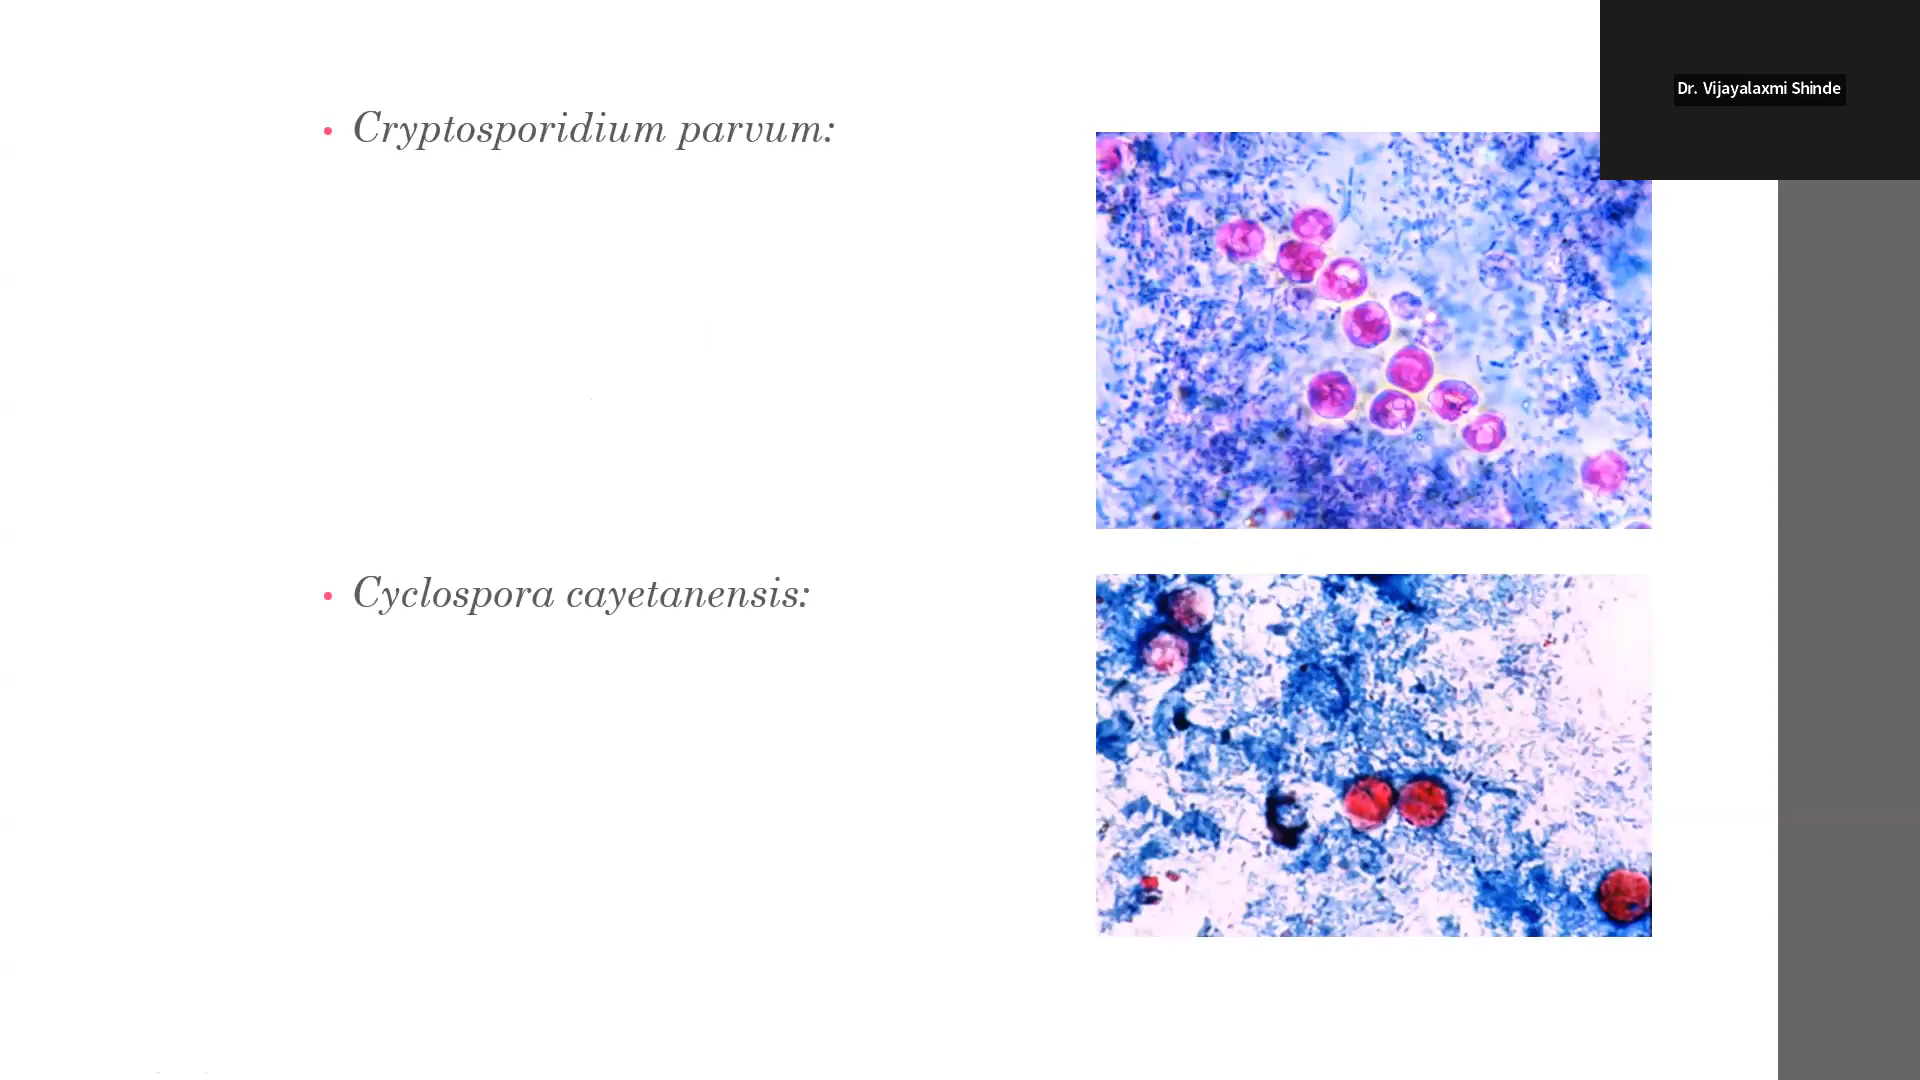 Dr. Vijayalaxmi Shinde
• Cryptosporidium parvum:
• Cyclospora cayetanensis: